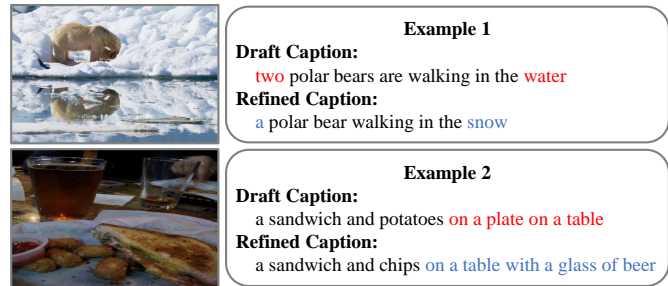 Example 1
Draft Caption:
two polar bears are walking in the water
Refined Caption:
a polar bear walking in the snow
Example 2
Draft Caption:
a sandwich and potatoes on a plate on a table
Refined Caption:
a sandwich and chips on a table with a glass of beer